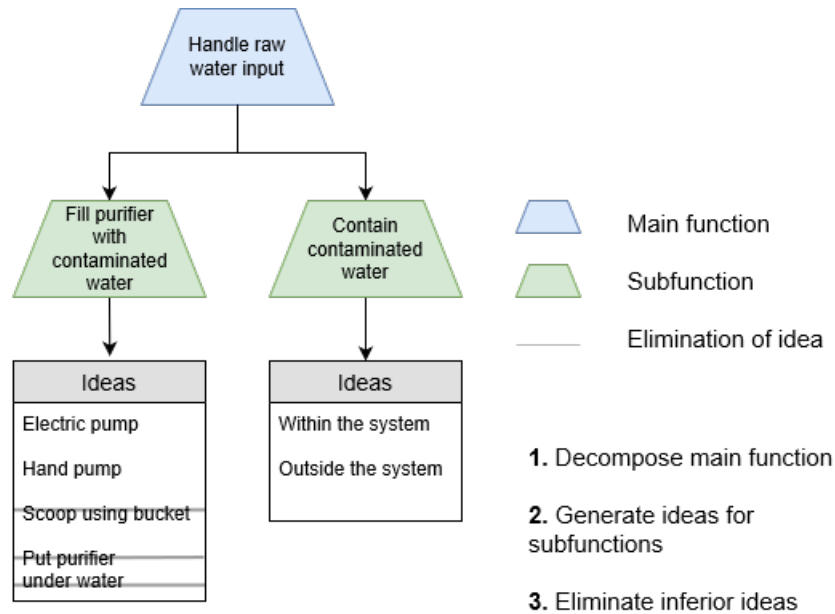 Handle raw
water input
Fill purifier
with
contaminated
water
Contain
contaminated
water
Main function
Subfunction
Elimination of idea
Ideas
Electric pump
Hand pump
Scoop using bucket
Put purifier
under water
Ideas
Within the system
Outside the system
1. Decompose main function
2. Generate ideas for
subfunctions
3. Eliminate inferior ideas